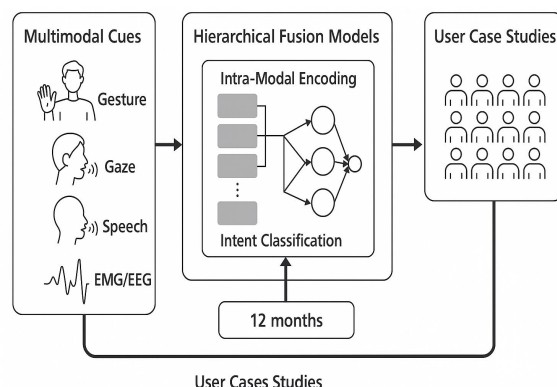 Multimodal Cues
Gesture
Gaze
Speech
EMG/EEG
Hierarchical Fusion Models
Intra-Modal Encoding
Intent Classification
12 months
User Case Studies
User Cases Studies